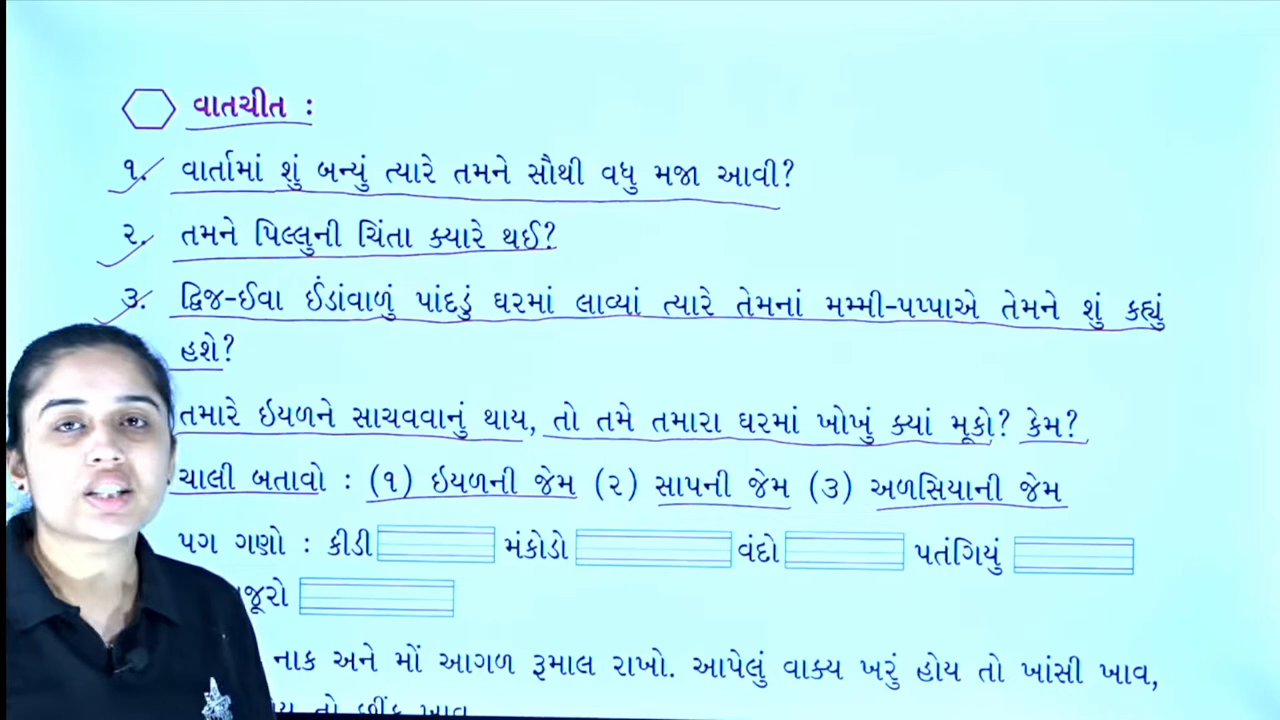 વાતચીત :
૧. વાર્તામાં શું બન્યું ત્યારે તમને સૌથી વધુ મજા આવી?
૨. તમને પિલ્લુની ચિંતા ક્યારે થઈ?
૩. દ્વિજ-ઈવા ઈંડાંવાળું પાંદડું ઘરમાં લાવ્યાં ત્યારે તેમનાં મમ્મી-પપ્પાએ તેમને શું કહ્યું
હશે?
તમારે ઇયળને સાચવવાનું થાય, તો તમે તમારા ઘરમાં ખોખું ક્યાં મૂકો? કેમ?
ચાલી બતાવો : (૧) ઇયળની જેમ (૨) સાપની જેમ (૩) અળસિયાની જેમ
પગ ગણો : કીડી મંકોડો વંદો પતંગિયું
જૂરો
નાક અને મોં આગળ રૂમાલ રાખો. આપેલું વાક્ય ખરું હોય તો ખાંસી ખાવ,
તો છીંક ખાવ